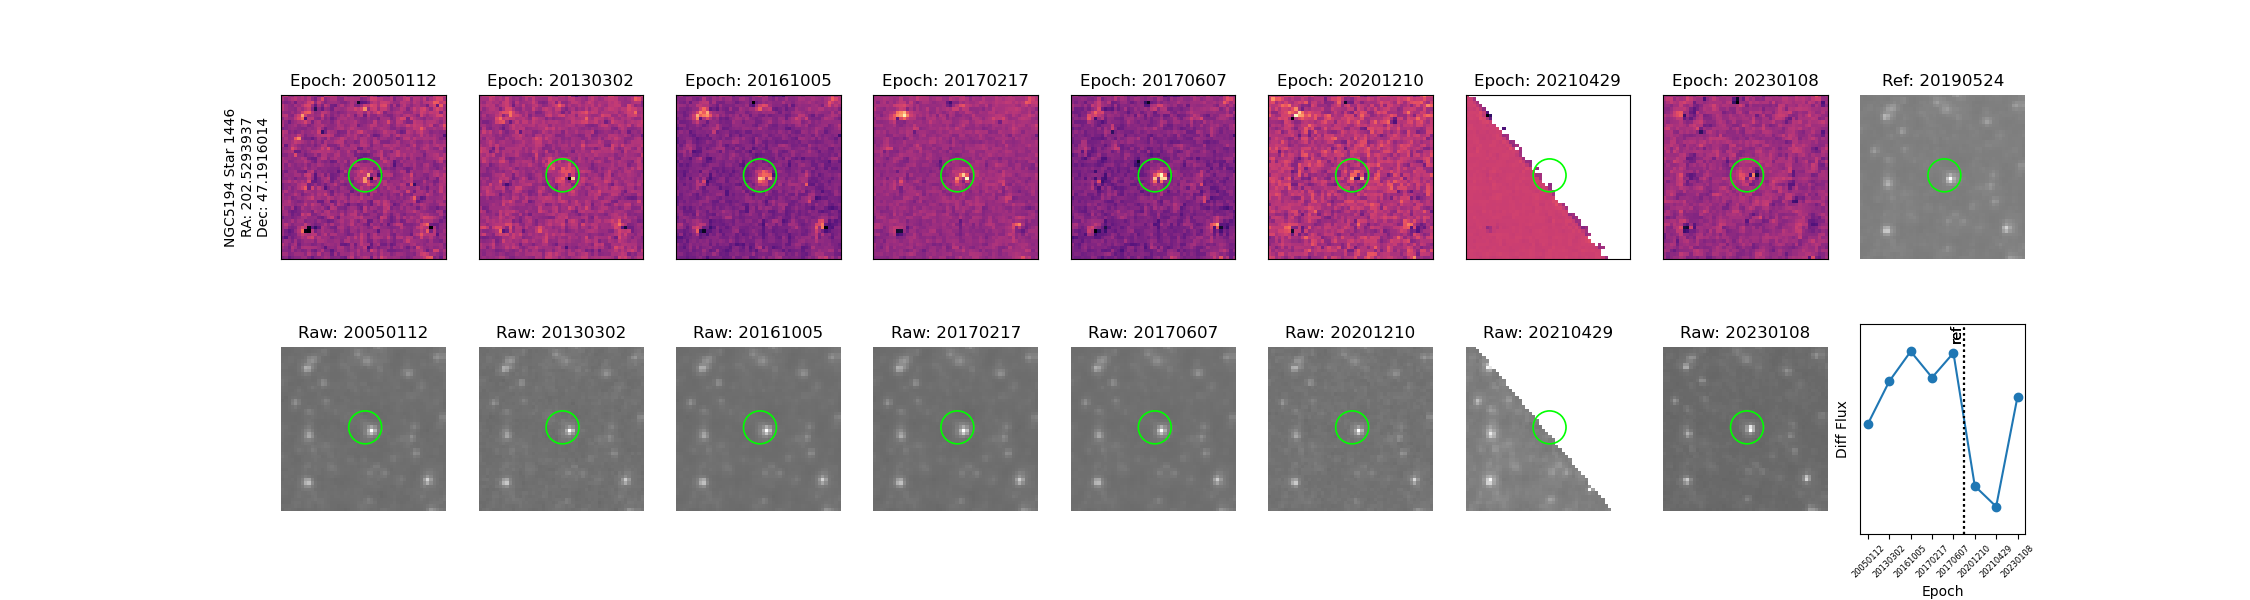 NGC5194 Star 1446
RA: 202.5293937
Dec: 47.1916014
Epoch: 20050112
Epoch: 20130302
Epoch: 20161005
Epoch: 20170217
Epoch: 20170607
Epoch: 20201210
Epoch: 20210429
Epoch: 20230108
Ref: 20190524
Raw: 20050112
Raw: 20130302
Raw: 20161005
Raw: 20170217
Raw: 20170607
Raw: 20201210
Raw: 20210429
Raw: 20230108
ref
Diff Flux
20050112
20130302
20161005
20170217
20170607
20201210
20210429
20230108
Epoch